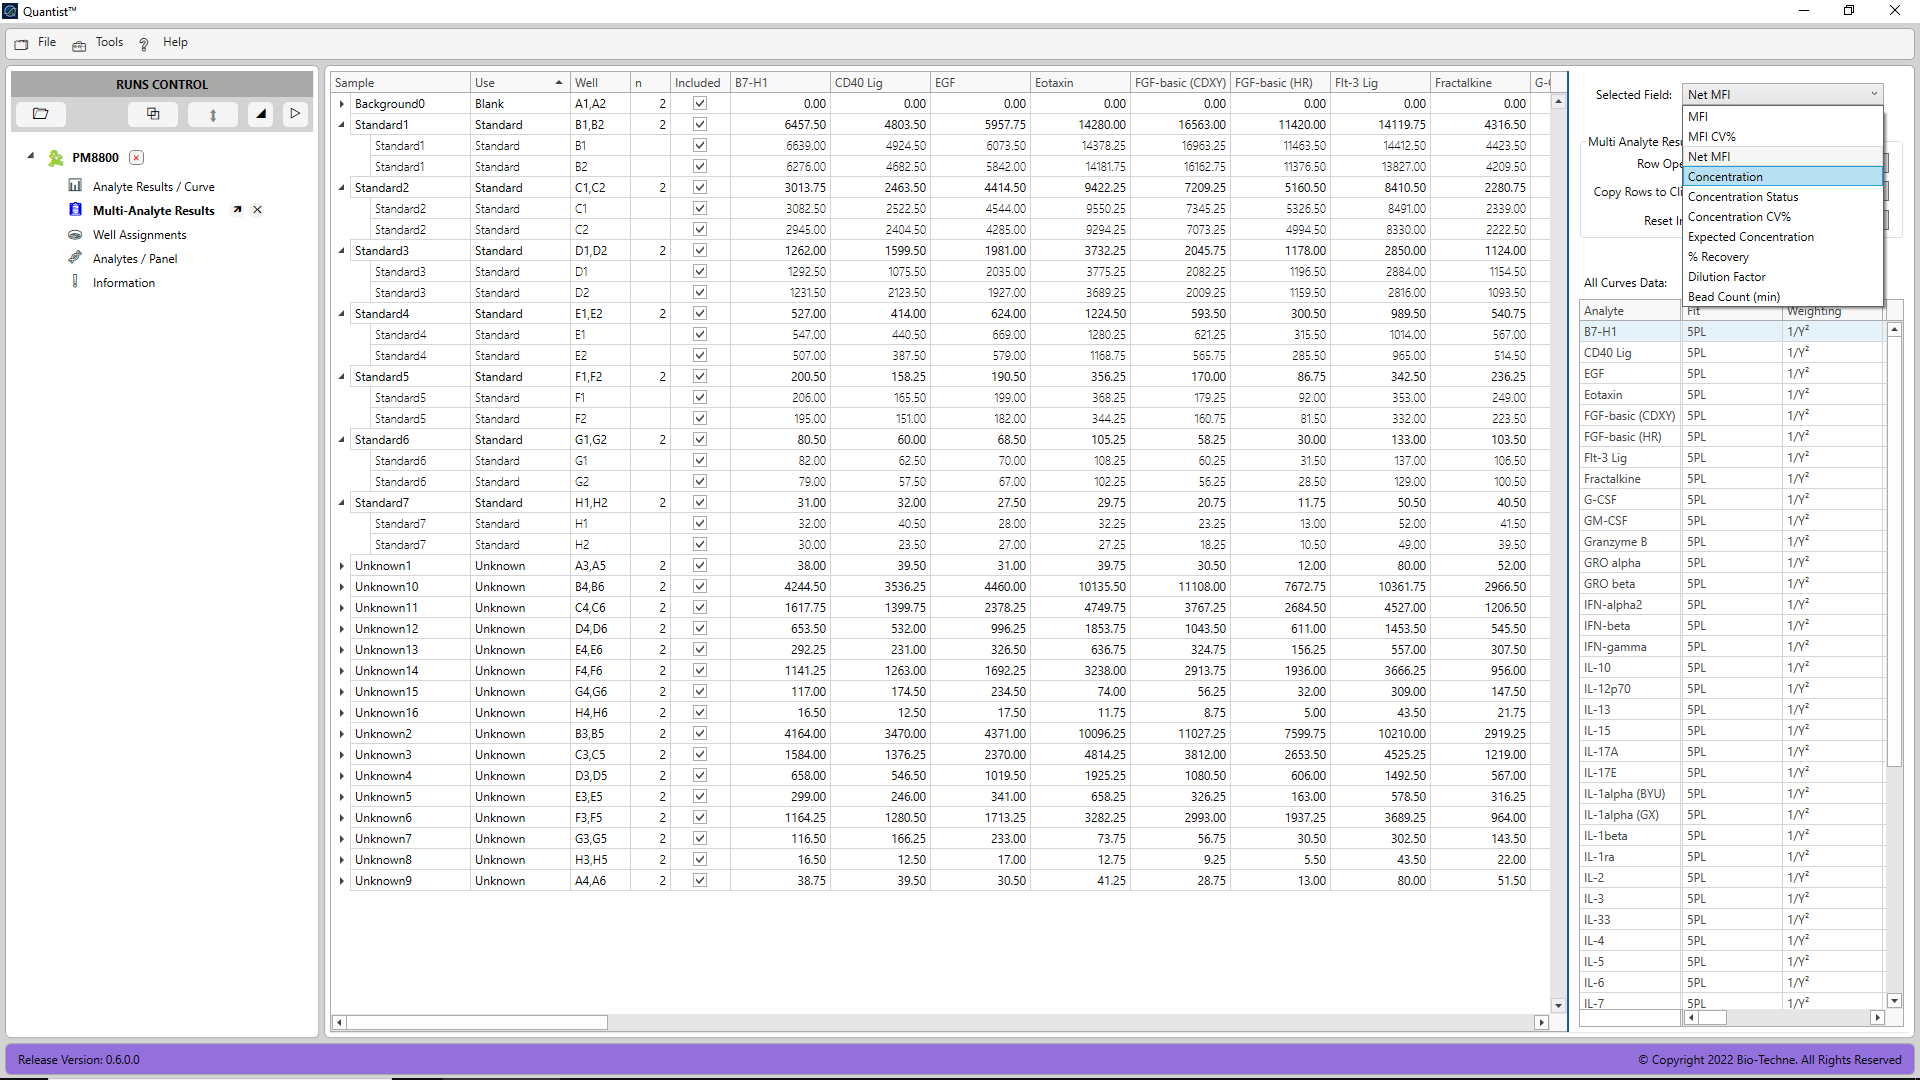 Quantist™
File Tools ? Help
RUNS CONTROL
PM8800
Analyte Results / Curve
Multi-Analyte Results
Well Assignments
Analytes / Panel
Information
Sample Use Well n Included B7-H1 CD40 Lig EGF Eotaxin FGF-basic (CDXY) FGF-basic (HR) Flt-3 Lig Fractalkine
Background0 Blank A1,A2 2 0.00 0.00 0.00 0.00 0.00 0.00 0.00 0.00
Standard1 Standard B1,B2 2 6457.50 4803.50 5957.75 14280.00 16563.00 11420.00 14119.75 4316.50
Standard1 Standard B1 6639.00 4924.50 6073.50 14378.25 16963.25 11463.50 14412.50 4423.50
Standard1 Standard B2 6276.00 4682.50 5842.00 14181.75 16162.75 11376.50 13827.00 4209.50
Standard2 Standard C1,C2 2 3013.75 2463.50 4414.50 9422.25 7209.25 5160.50 8410.50 2280.75
Standard2 Standard C1 3082.50 2522.50 4544.00 9550.25 7345.25 5326.50 8491.00 2339.00
Standard2 Standard C2 2945.00 2404.50 4285.00 9294.25 7073.25 4994.50 8330.00 2222.50
Standard3 Standard D1,D2 2 1262.00 1599.50 1981.00 3732.25 2045.75 1178.00 2850.00 1124.00
Standard3 Standard D1 1292.50 1075.50 2035.00 3775.25 2082.25 1196.50 2884.00 1154.50
Standard3 Standard D2 1231.50 2123.50 1927.00 3689.25 2009.25 1159.50 2816.00 1093.50
Standard4 Standard E1,E2 2 527.00 414.00 624.00 1224.50 593.50 300.50 989.50 540.75
Standard4 Standard E1 547.00 440.50 669.00 1280.25 621.25 315.50 1014.00 567.00
Standard4 Standard E2 507.00 387.50 579.00 1168.75 565.75 285.50 965.00 514.50
Standard5 Standard F1,F2 2 200.50 158.25 190.50 356.25 170.00 86.75 342.50 236.25
Standard5 Standard F1 206.00 165.50 199.00 368.25 179.25 92.00 353.00 249.00
Standard5 Standard F2 195.00 151.00 182.00 344.25 160.75 81.50 332.00 223.50
Standard6 Standard G1,G2 2 80.50 60.00 68.50 105.25 58.25 30.00 133.00 103.50
Standard6 Standard G1 82.00 62.50 70.00 108.25 60.25 31.50 137.00 106.50
Standard6 Standard G2 79.00 57.50 67.00 102.25 56.25 28.50 129.00 100.50
Standard7 Standard H1,H2 2 31.00 32.00 27.50 29.75 20.75 11.75 50.50 40.50
Standard7 Standard H1 32.00 40.50 28.00 32.25 23.25 13.00 52.00 41.50
Standard7 Standard H2 30.00 23.50 27.00 27.25 18.25 10.50 49.00 39.50
Unknown1 Unknown A3,A5 2 38.00 39.50 31.00 39.75 30.50 12.00 80.00 52.00
Unknown10 Unknown B4,B6 2 4244.50 3536.25 4460.00 10135.50 11108.00 7672.75 10361.75 2966.50
Unknown11 Unknown C4,C6 2 1617.75 1399.75 2378.25 4749.75 3767.25 2684.50 4527.00 1206.50
Unknown12 Unknown D4,D6 2 653.50 532.00 996.25 1853.75 1043.50 611.00 1453.50 545.50
Unknown13 Unknown E4,E6 2 292.25 231.00 326.50 636.75 324.75 156.25 557.00 307.50
Unknown14 Unknown F4,F6 2 1141.25 1263.00 1692.25 3238.00 2913.75 1936.00 3666.25 956.00
Unknown15 Unknown G4,G6 2 117.00 174.50 234.50 74.00 56.25 32.00 309.00 147.50
Unknown16 Unknown H4,H6 2 16.50 12.50 17.50 11.75 8.75 5.00 43.50 21.75
Unknown2 Unknown B3,B5 2 4164.00 3470.00 4371.00 10096.25 11027.25 7599.75 10210.00 2919.25
Unknown3 Unknown C3,C5 2 1584.00 1376.25 2370.00 4814.25 3812.00 2653.50 4525.25 1219.00
Unknown4 Unknown D3,D5 2 658.00 546.50 1019.50 1925.25 1080.50 606.00 1492.50 567.00
Unknown5 Unknown E3,E5 2 299.00 246.00 341.00 658.25 326.25 163.00 578.50 316.25
Unknown6 Unknown F3,F5 2 1164.25 1280.50 1713.25 3282.25 2993.00 1937.25 3689.25 964.00
Unknown7 Unknown G3,G5 2 116.50 166.25 233.00 73.75 56.75 30.50 302.50 143.50
Unknown8 Unknown H3,H5 2 16.50 12.50 17.00 12.75 9.25 5.50 43.50 22.00
Unknown9 Unknown A4,A6 2 38.75 39.50 30.50 41.25 28.75 13.00 80.00 51.50
Selected Field: Net MFI
MFI
MFI CV%
Net MFI
Concentration
Concentration Status
Concentration CV%
Expected Concentration
% Recovery
Dilution Factor
Bead Count (min)
Multi Analyte
Row
Copy Rows to
Reset
All Curves Data:
Analyte Fit Weighting
B7-H1 5PL 1/Y²
CD40 Lig 5PL 1/Y²
EGF 5PL 1/Y²
Eotaxin 5PL 1/Y²
FGF-basic (CDXY) 5PL 1/Y²
FGF-basic (HR) 5PL 1/Y²
Flt-3 Lig 5PL 1/Y²
Fractalkine 5PL 1/Y²
G-CSF 5PL 1/Y²
GM-CSF 5PL 1/Y²
Granzyme B 5PL 1/Y²
GRO alpha 5PL 1/Y²
GRO beta 5PL 1/Y²
IFN-alpha2 5PL 1/Y²
IFN-beta 5PL 1/Y²
IFN-gamma 5PL 1/Y²
IL-10 5PL 1/Y²
IL-12p70 5PL 1/Y²
IL-13 5PL 1/Y²
IL-15 5PL 1/Y²
IL-17A 5PL 1/Y²
IL-17E 5PL 1/Y²
IL-1alpha (BYU) 5PL 1/Y²
IL-1alpha (GX) 5PL 1/Y²
IL-1beta 5PL 1/Y²
IL-1ra 5PL 1/Y²
IL-2 5PL 1/Y²
IL-3 5PL 1/Y²
IL-33 5PL 1/Y²
IL-4 5PL 1/Y²
IL-5 5PL 1/Y²
IL-6 5PL 1/Y²
IL-7 5PL 1/Y²
Release Version: 0.6.0.0
© Copyright 2022 Bio-Techne. All Rights Reserved